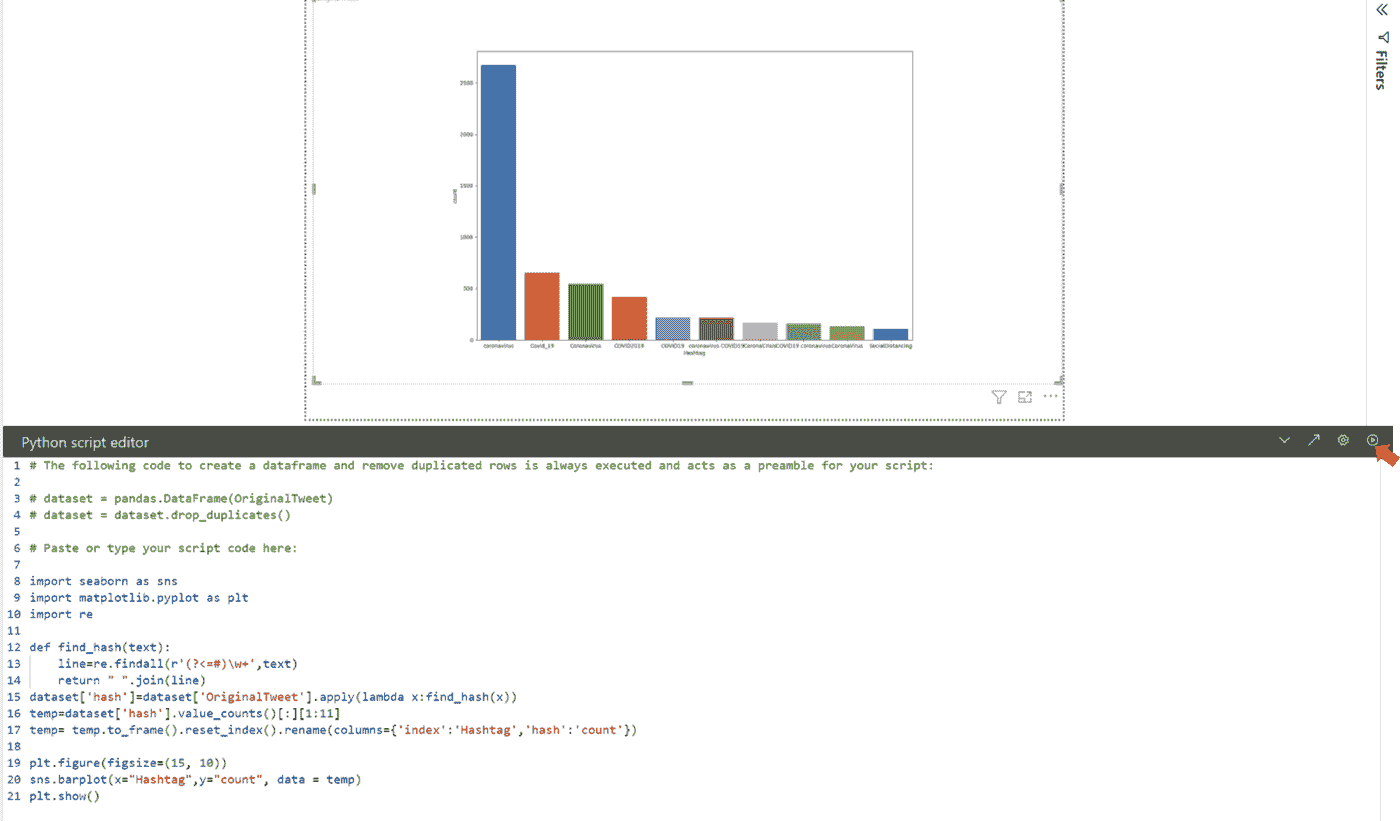 Filters
2500
2000
1500
1000
500
0
count
coronavirus Covid_19 Coronavirus COVID2019 COVID19 coronavirus COVID19 CoronaCrisis COVID19 coronavirus CoronaVirus SocialDistancing
Hashtag
Python script editor
1 # The following code to create a dataframe and remove duplicated rows is always executed and acts as a preamble for your script:
2
3 # dataset = pandas.DataFrame(OriginalTweet)
4 # dataset = dataset.drop_duplicates()
5
6 # Paste or type your script code here:
7
8 import seaborn as sns
9 import matplotlib.pyplot as plt
10 import re
11
12 def find_hash(text):
13     line=re.findall(r'(?<=#)\w+',text)
14     return " ".join(line)
15 dataset['hash']=dataset['OriginalTweet'].apply(lambda x:find_hash(x))
16 temp=dataset['hash'].value_counts()[:][1:11]
17 temp= temp.to_frame().reset_index().rename(columns={'index':'Hashtag','hash':'count'})
18
19 plt.figure(figsize=(15, 10))
20 sns.barplot(x="Hashtag",y="count", data = temp)
21 plt.show()